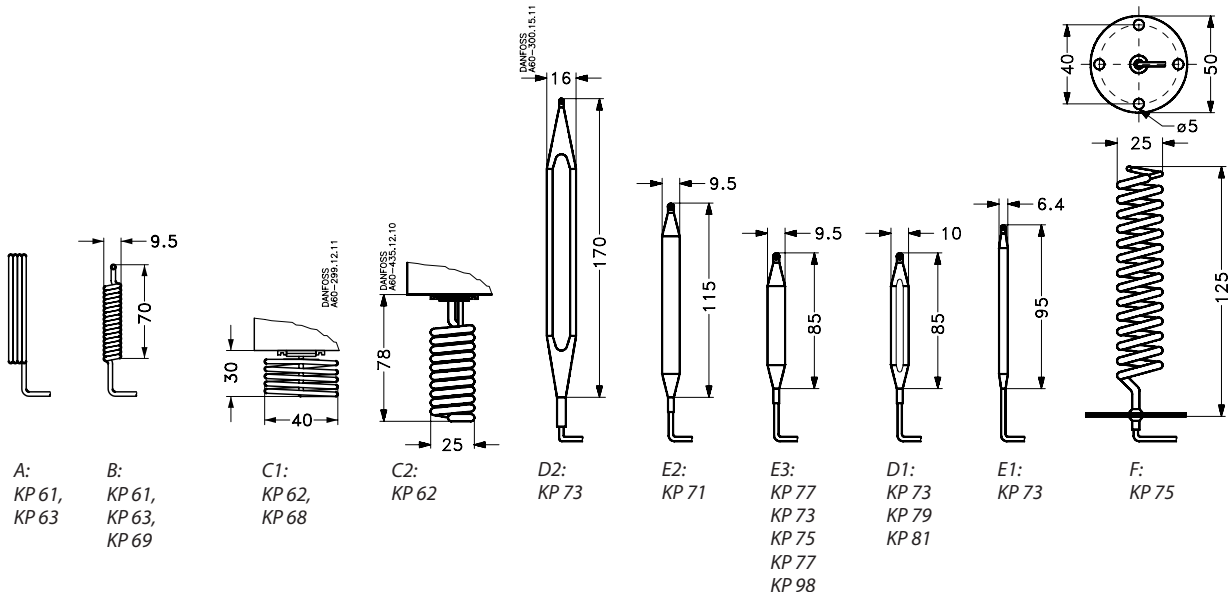 DANFOSS
A60-300.15.11
16
170
40
50
ø5
25
125
9.5
115
9.5
85
10
85
6.4
95
9.5
70
DANFOSS
A60-299.12.11
30
40
DANFOSS
A60-435.12.10
78
25
A:
KP 61,
KP 63
B:
KP 61,
KP 63,
KP 69
C1:
KP 62,
KP 68
C2:
KP 62
D2:
KP 73
E2:
KP 71
E3:
KP 77
KP 73
KP 75
KP 77
KP 98
D1:
KP 73
KP 79
KP 81
E1:
KP 73
F:
KP 75